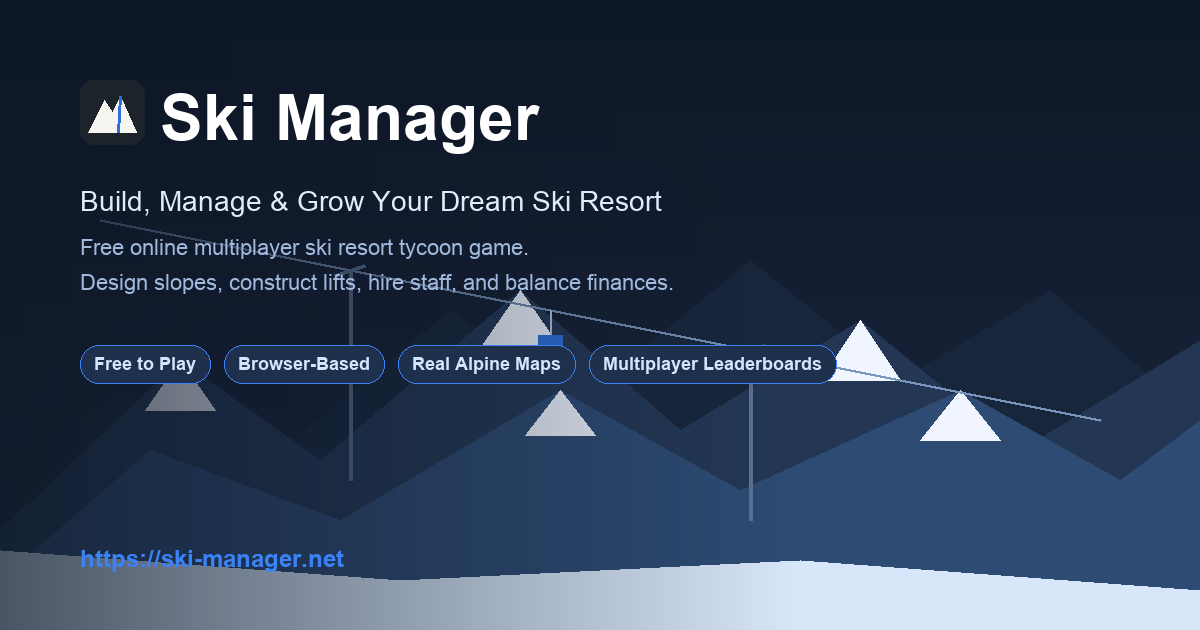 Ski Manager
Build, Manage & Grow Your Dream Ski Resort
Free online multiplayer ski resort tycoon game.
Design slopes, construct lifts, hire staff, and balance finances.
Free to Play
Browser-Based
Real Alpine Maps
Multiplayer Leaderboards
https://ski-manager.net